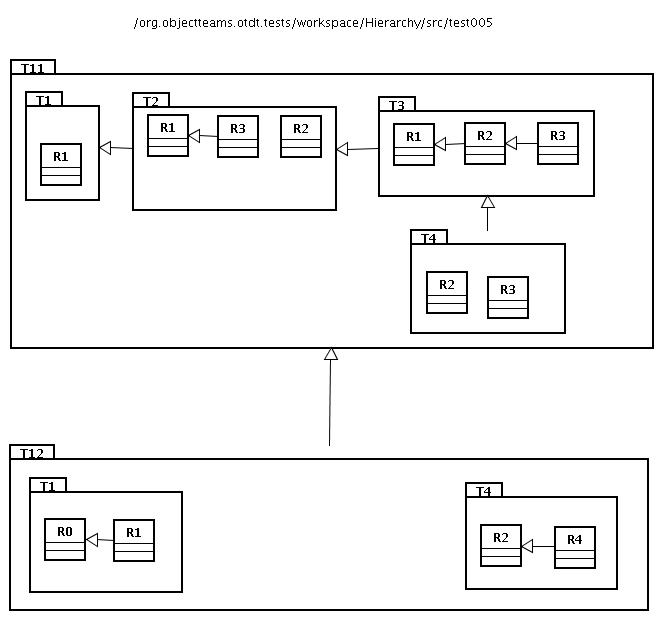 /org.objectteams.otdt.tests/workspace/Hierarchy/src/test005
T11
T1
T2
T3
R1
R1
R3
R2
R1
R2
R3
T4
R2
R3
T12
T1
T4
R0
R1
R2
R4